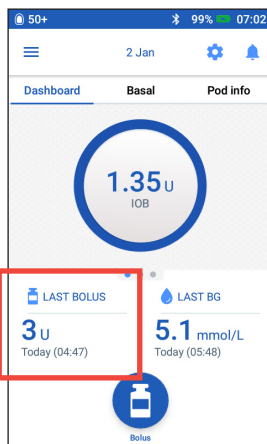 50+ 99% 07:02
2 Jan
Dashboard Basal Pod info
1.35 U
IOB
LAST BOLUS
3 U
Today (04:47)
LAST BG
5.1 mmol/L
Today (05:48)
Bolus